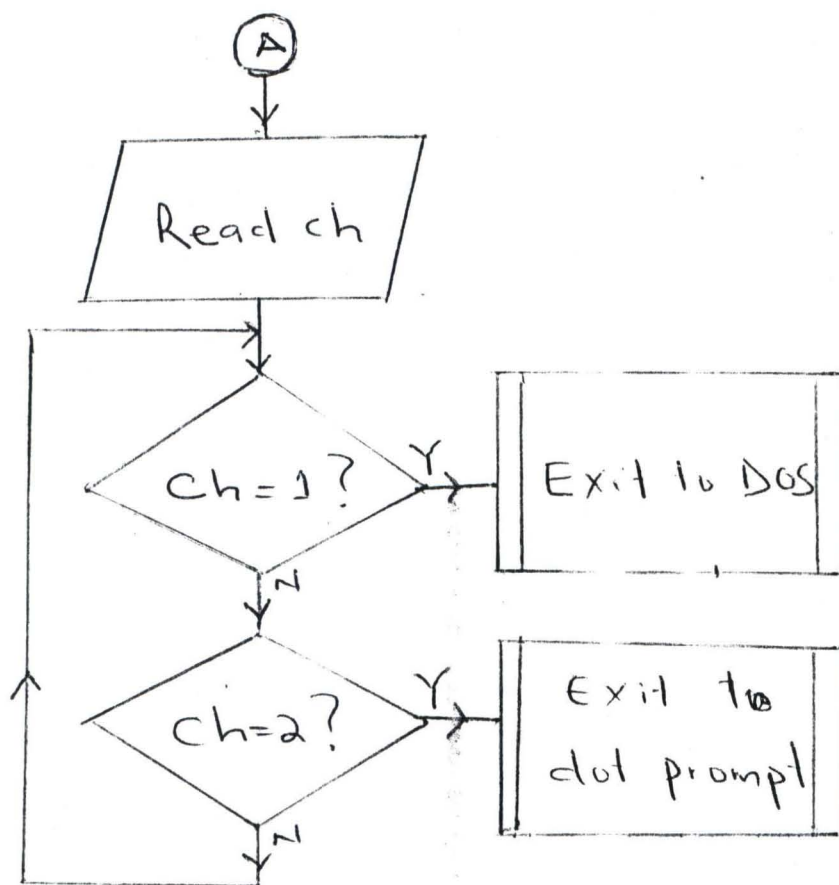 A
Read ch
Ch=1?
Y
Exit to DOS
N
Ch=2?
Y
Exit to
dot prompt
N